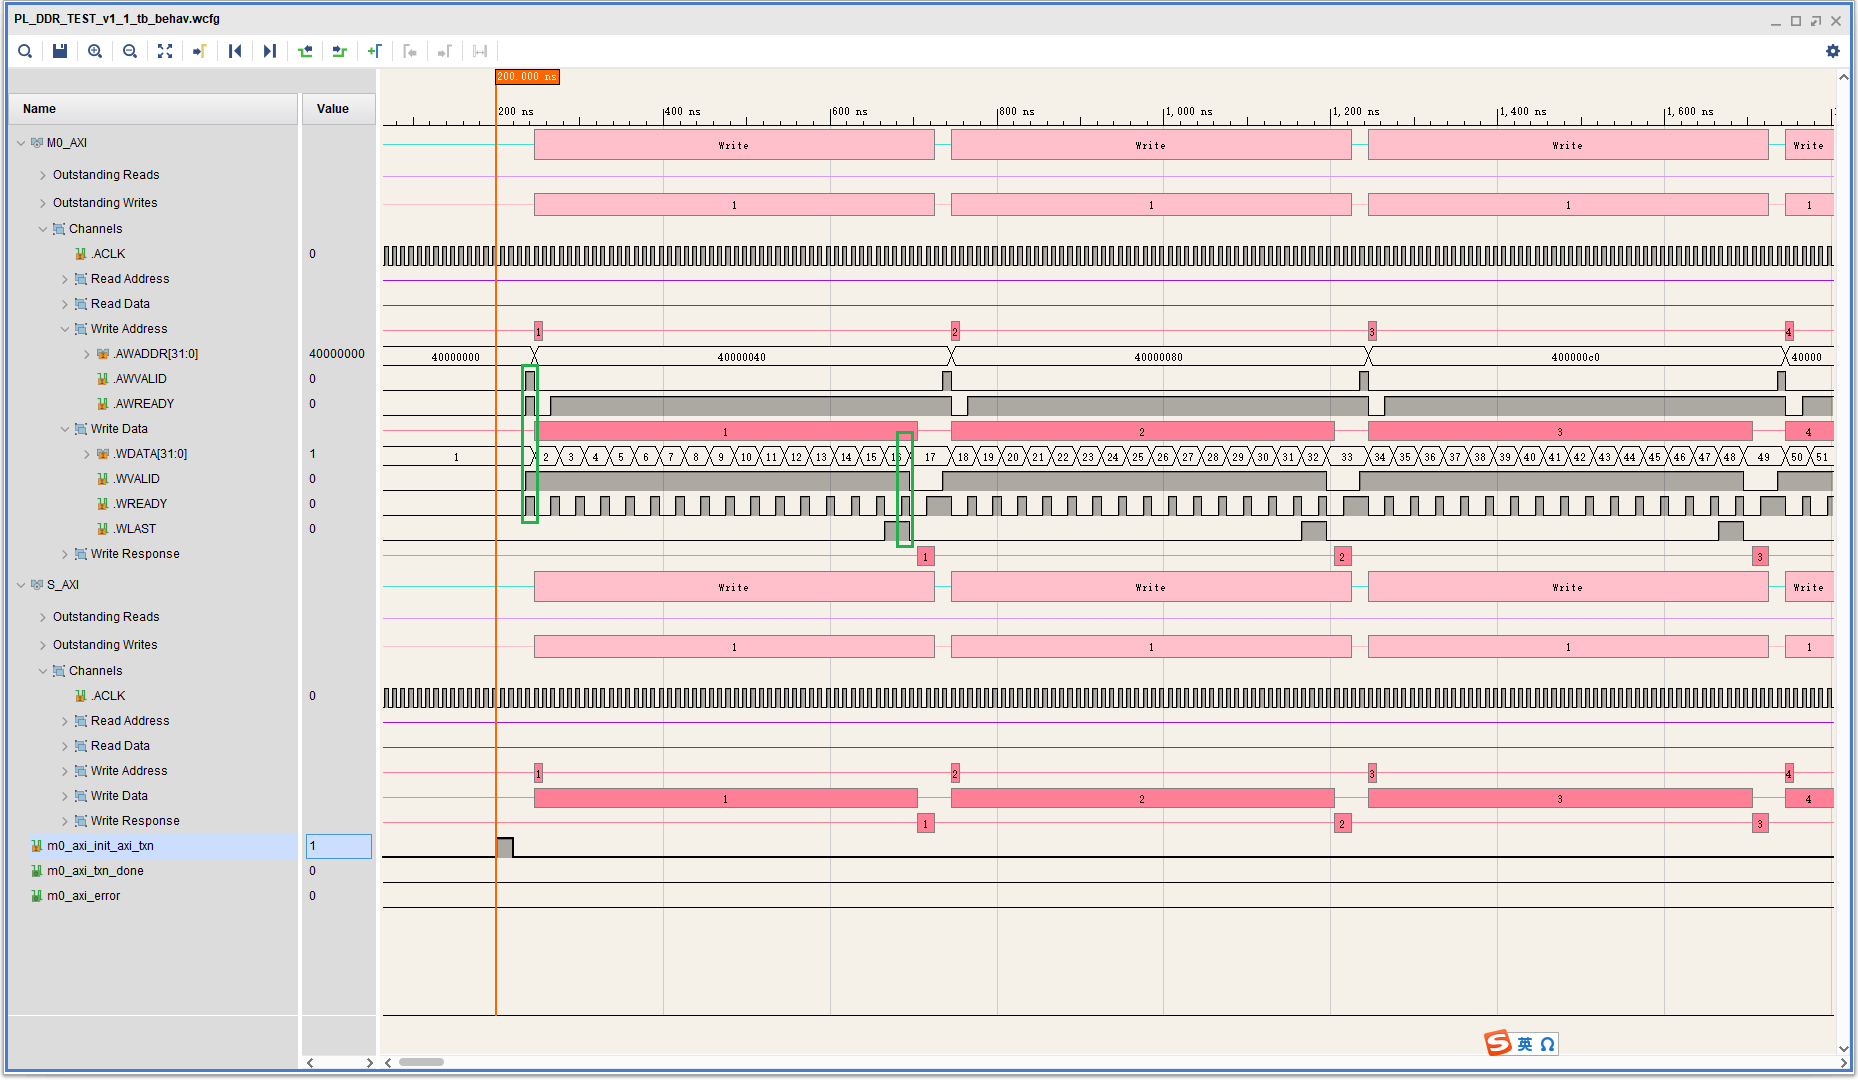 PL_DDR_TEST_v1_1_tb_behav.wcfg
200.000 ns
Name Value
200 ns 400 ns 600 ns 800 ns 1,000 ns 1,200 ns 1,400 ns 1,600 ns
M0_AXI Write Write Write Write
Outstanding Reads
Outstanding Writes 1 1 1 1
Channels
.ACLK 0
Read Address
Read Data
Write Address 1 2 3 4
.AWADDR[31:0] 40000000 40000000 40000040 40000080 400000c0 40000
.AWVALID 0
.AWREADY 0
Write Data 1 2 3 4
.WDATA[31:0] 1 1 2 3 4 5 6 7 8 9 10 11 12 13 14 15 16 17 18 19 20 21 22 23 24 25 26 27 28 29 30 31 32 33 34 35 36 37 38 39 40 41 42 43 44 45 46 47 48 49 50 51
.WVALID 0
.WREADY 0
.WLAST 0
Write Response 1 2 3
S_AXI Write Write Write Write
Outstanding Reads
Outstanding Writes 1 1 1 1
Channels
.ACLK 0
Read Address
Read Data
Write Address 1 2 3 4
Write Data 1 2 3 4
Write Response 1 2 3
m0_axi_init_axi_txn 1
m0_axi_txn_done 0
m0_axi_error 0
S 英